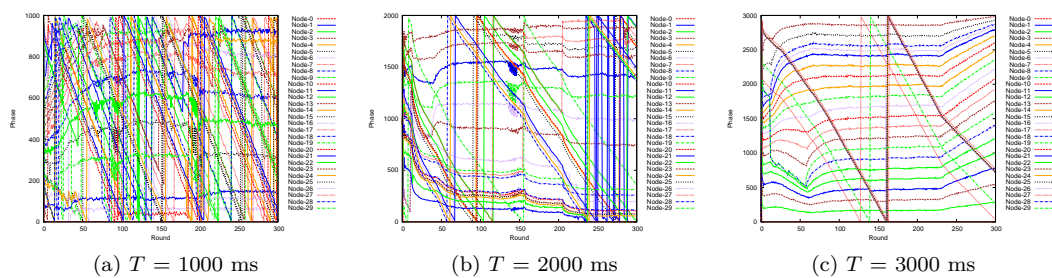 1000
800
600
400
200
0
Phase
0
50
100
150
200
250
300
Round
Node-0
Node-1
Node-2
Node-3
Node-4
Node-5
Node-6
Node-7
Node-8
Node-9
Node-10
Node-11
Node-12
Node-13
Node-14
Node-15
Node-16
Node-17
Node-18
Node-19
Node-20
Node-21
Node-22
Node-23
Node-24
Node-25
Node-26
Node-27
Node-28
Node-29
(a) T = 1000 ms
2000
1500
1000
500
0
Phase
0
50
100
150
200
250
300
Round
Node-0
Node-1
Node-2
Node-3
Node-4
Node-5
Node-6
Node-7
Node-8
Node-9
Node-10
Node-11
Node-12
Node-13
Node-14
Node-15
Node-16
Node-17
Node-18
Node-19
Node-20
Node-21
Node-22
Node-23
Node-24
Node-25
Node-26
Node-27
Node-28
Node-29
(b) T = 2000 ms
3000
2500
2000
1500
1000
500
0
Phase
0
50
100
150
200
250
300
Round
Node-0
Node-1
Node-2
Node-3
Node-4
Node-5
Node-6
Node-7
Node-8
Node-9
Node-10
Node-11
Node-12
Node-13
Node-14
Node-15
Node-16
Node-17
Node-18
Node-19
Node-20
Node-21
Node-22
Node-23
Node-24
Node-25
Node-26
Node-27
Node-28
Node-29
(c) T = 3000 ms